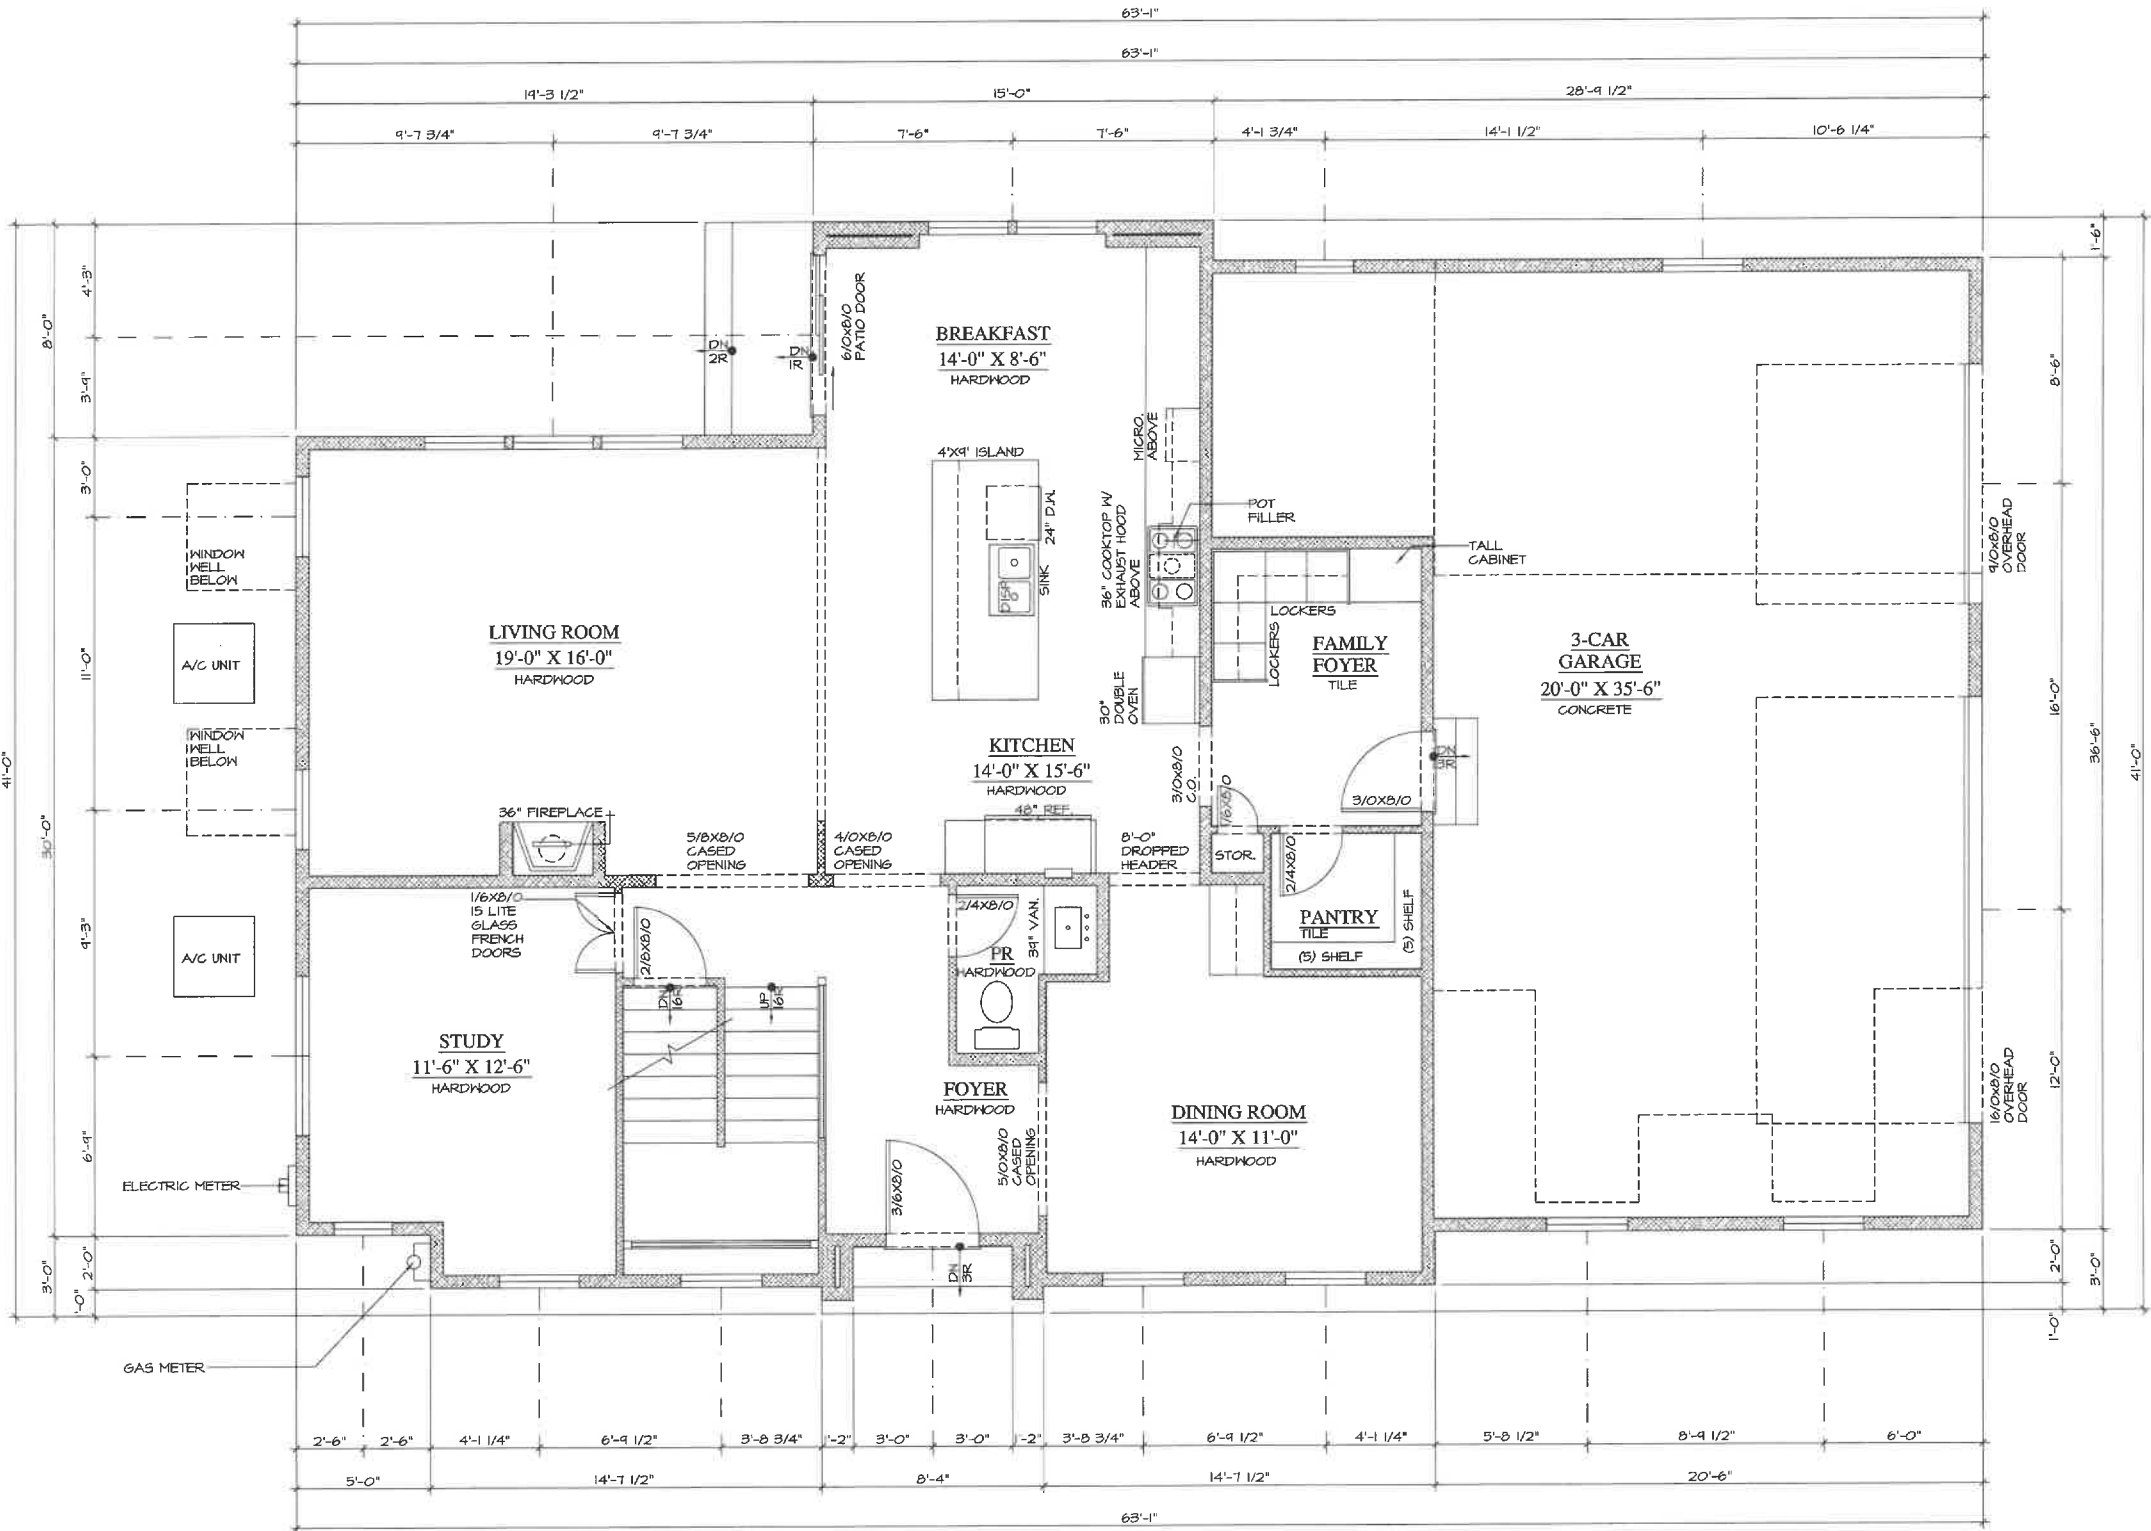 63'-1"
63'-1"
19'-3 1/2"
15'-0"
28'-9 1/2"
9'-7 3/4"
9'-7 3/4"
7'-6"
7'-6"
4'-1 3/4"
14'-1 1/2"
10'-6 1/4"
41'-0"
8'-0"
30'-0"
3'-0"
4'-3"
3'-9"
3'-0"
11'-0"
9'-3"
6'-9"
2'-0"
1'-6"
8'-6"
16'-0"
12'-0"
2'-0"
1'-0"
36'-6"
3'-0"
41'-0"
DN
2R
DN
1R
6/0X8/0
PATIO DOOR
BREAKFAST
14'-0" X 8'-6"
HARDWOOD
MICRO.
ABOVE
4'X9' ISLAND
24" D.W.
SINK
DISP.
36" COOKTOP W/
EXHAUST HOOD
ABOVE
POT
FILLER
TALL
CABINET
9/0X8/0
OVERHEAD
DOOR
WINDOW
WELL
BELOW
A/C UNIT
WINDOW
WELL
BELOW
LIVING ROOM
19'-0" X 16'-0"
HARDWOOD
LOCKERS
LOCKERS
FAMILY
FOYER
TILE
3-CAR
GARAGE
20'-0" X 35'-6"
CONCRETE
30"
DOUBLE
OVEN
KITCHEN
14'-0" X 15'-6"
HARDWOOD
3/0X8/0
C.O.
DN
3R
3/0X8/0
1/6X8/0
48" REF.
36" FIREPLACE
5/8X8/0
CASED
OPENING
4/0X8/0
CASED
OPENING
8'-0"
DROPPED
HEADER
STOR.
2/4X8/0
1/6X8/0
15 LITE
GLASS
FRENCH
DOORS
2/8X8/0
2/4X8/0
39" VAN.
PR
HARDWOOD
PANTRY
TILE
(5) SHELF
(5) SHELF
A/C UNIT
DN
16R
UP
16R
STUDY
11'-6" X 12'-6"
HARDWOOD
FOYER
HARDWOOD
DINING ROOM
14'-0" X 11'-0"
HARDWOOD
16/0X8/0
OVERHEAD
DOOR
5/0X8/0
CASED
OPENING
3/6X8/0
ELECTRIC METER
DN
3R
GAS METER
2'-6"
2'-6"
4'-1 1/4"
6'-9 1/2"
3'-8 3/4"
3'-0"
3'-0"
3'-8 3/4"
6'-9 1/2"
4'-1 1/4"
5'-8 1/2"
8'-9 1/2"
6'-0"
5'-0"
14'-7 1/2"
8'-4"
14'-7 1/2"
20'-6"
63'-1"